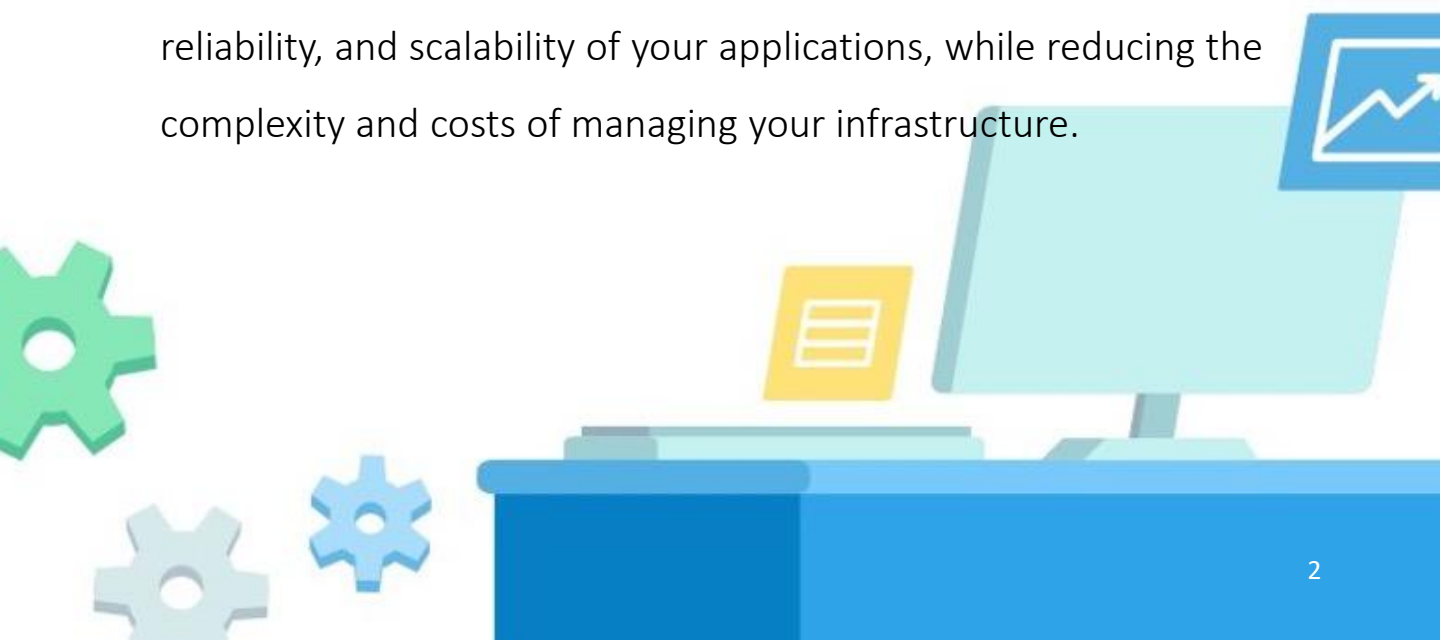 reliability, and scalability of your applications, while reducing the
complexity and costs of managing your infrastructure.
2